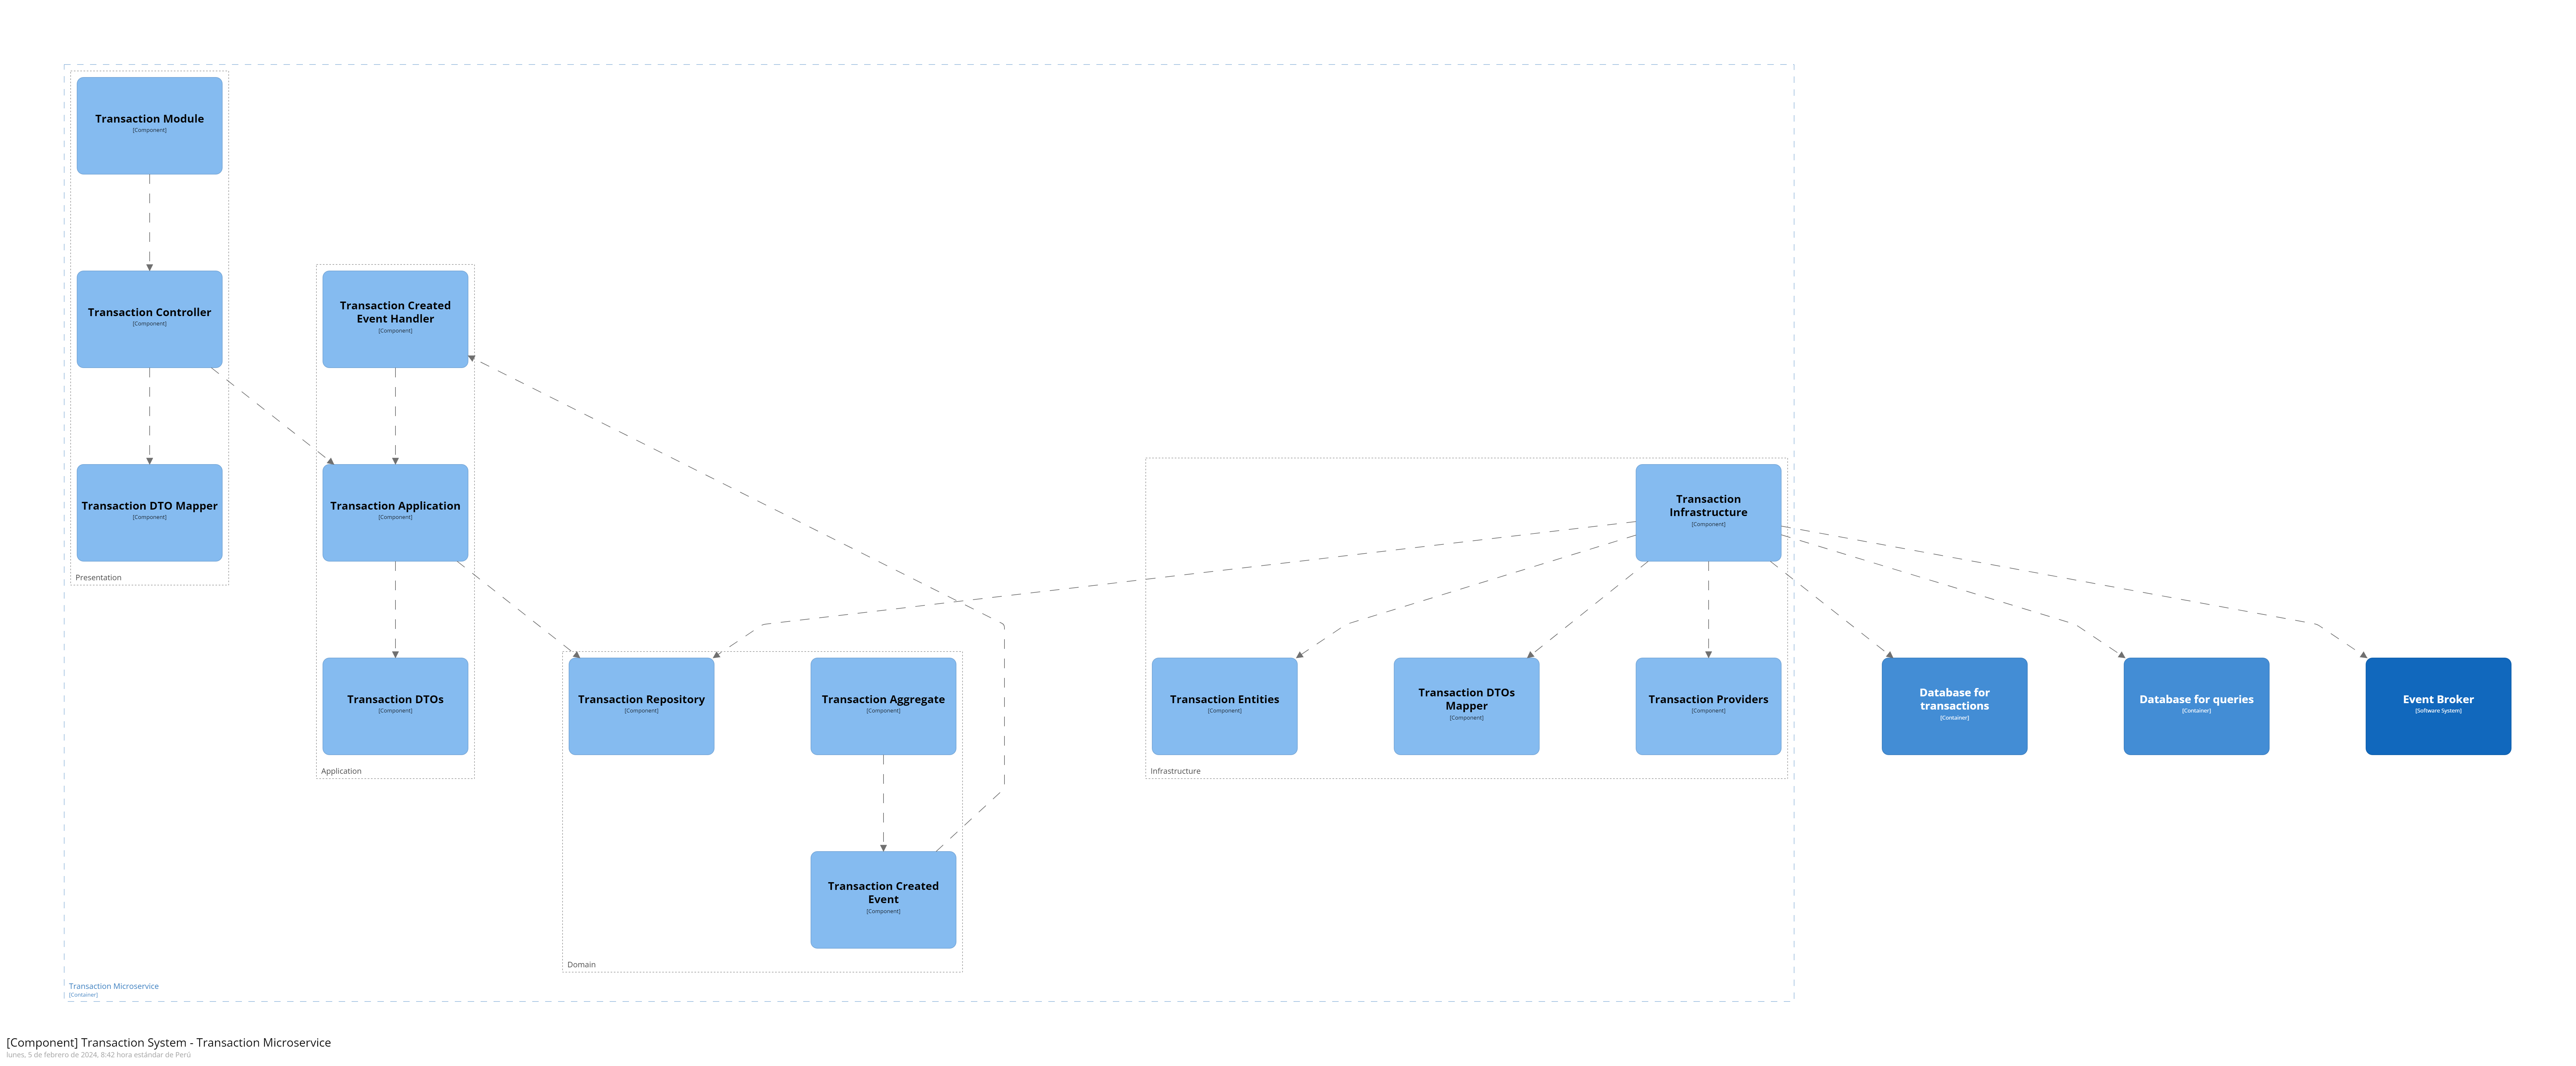 Transaction Module
[Component]
Transaction Controller
[Component]
Transaction DTO Mapper
[Component]
Presentation
Transaction Created
Event Handler
[Component]
Transaction Application
[Component]
Transaction DTOs
[Component]
Application
Transaction Repository
[Component]
Transaction Aggregate
[Component]
Transaction Created
Event
[Component]
Domain
Transaction
Infrastructure
[Component]
Transaction Entities
[Component]
Transaction DTOs
Mapper
[Component]
Transaction Providers
[Component]
Infrastructure
Database for
transactions
[Container]
Database for queries
[Container]
Event Broker
[Software System]
Transaction Microservice
[Container]
[Component] Transaction System - Transaction Microservice
lunes, 5 de febrero de 2024, 8:42 hora estándar de Perú